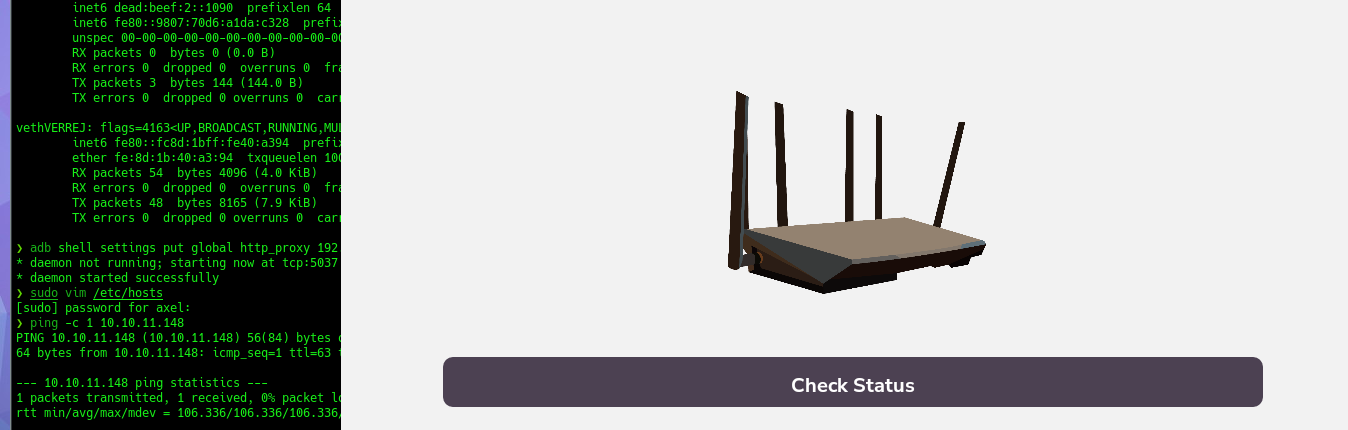 inet6 dead:beef:2::1090  prefixlen 64
inet6 fe80::9807:70d6:a1da:c328  prefix
unspec 00-00-00-00-00-00-00-00-00-00-00-00
RX packets 0  bytes 0 (0.0 B)
RX errors 0  dropped 0  overruns 0  fra
TX packets 3  bytes 144 (144.0 B)
TX errors 0  dropped 0 overruns 0  carr
vethVERREJ: flags=4163<UP,BROADCAST,RUNNING,MUL
inet6 fe80::fc8d:1bff:fe40:a394  prefix
ether fe:8d:1b:40:a3:94  txqueuelen 100
RX packets 54  bytes 4096 (4.0 KiB)
RX errors 0  dropped 0  overruns 0  fra
TX packets 48  bytes 8165 (7.9 KiB)
TX errors 0  dropped 0 overruns 0  carr
❯ adb shell settings put global http_proxy 192
* daemon not running; starting now at tcp:5037
* daemon started successfully
❯ sudo vim /etc/hosts
[sudo] password for axel:
❯ ping -c 1 10.10.11.148
PING 10.10.11.148 (10.10.11.148) 56(84) bytes
64 bytes from 10.10.11.148: icmp_seq=1 ttl=63
--- 10.10.11.148 ping statistics ---
1 packets transmitted, 1 received, 0% packet lo
rtt min/avg/max/mdev = 106.336/106.336/106.336/
Check Status